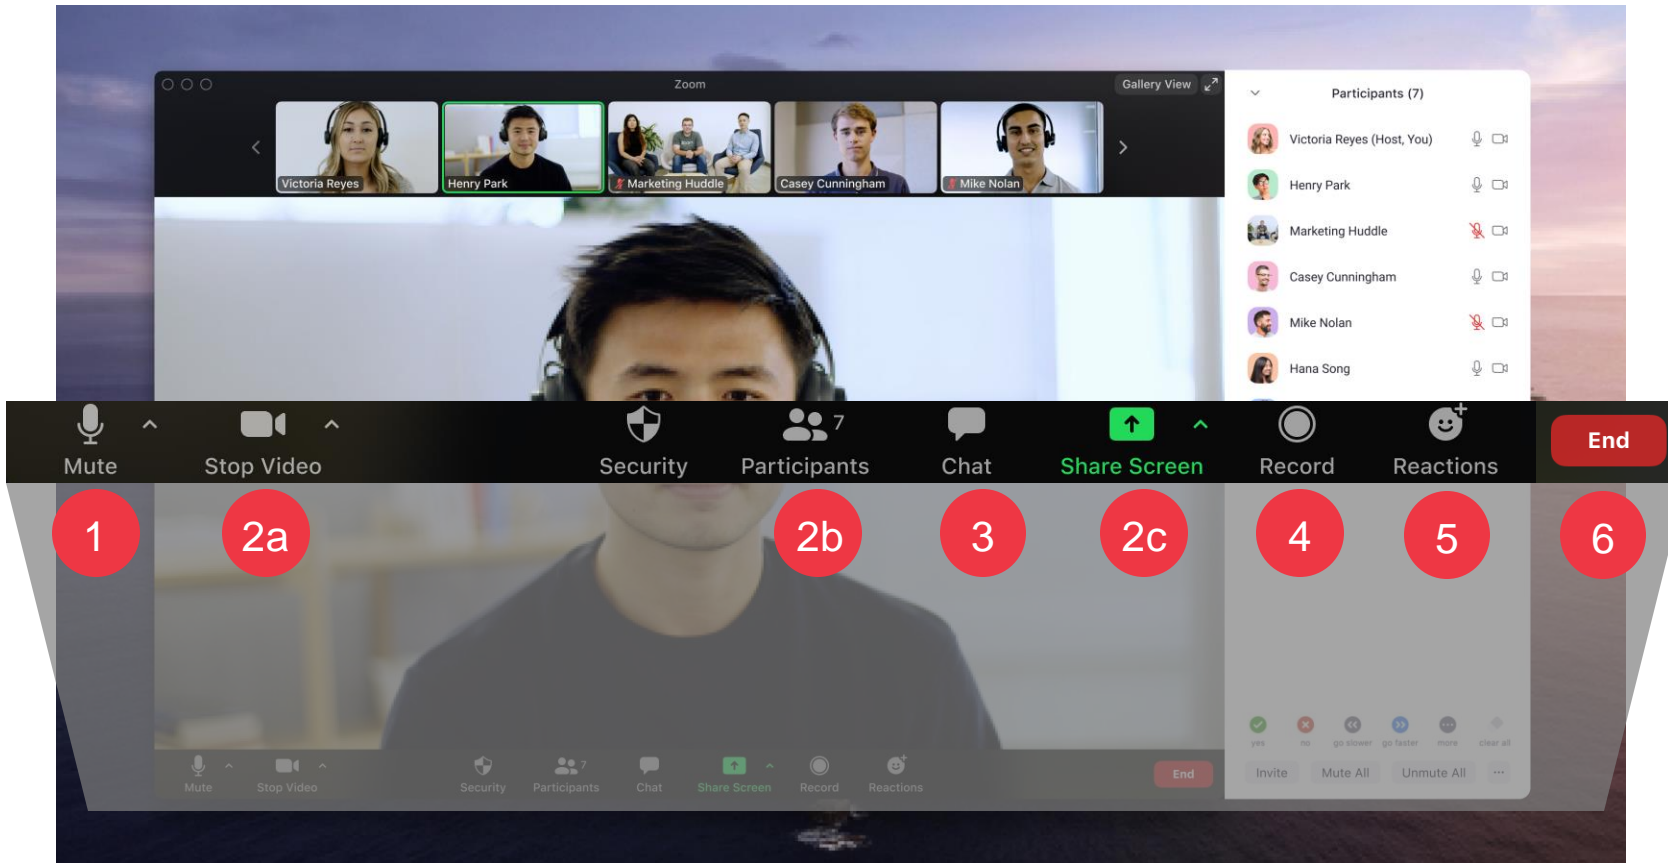 Zoom
Gallery View
Victoria Reyes
Henry Park
Marketing Huddle
Casey Cunningham
Mike Nolan
Participants (7)
Victoria Reyes (Host, You)
Henry Park
Marketing Huddle
Casey Cunningham
Mike Nolan
Hana Song
7
Mute
Stop Video
Security
Participants
Chat
Share Screen
Record
Reactions
End
1
2a
2b
3
2c
4
5
6
yes
no
go slower
go faster
more
clear all
Invite
Mute All
Unmute All
...
7
Mute
Stop Video
Security
Participants
Chat
Share Screen
Record
Reactions
End